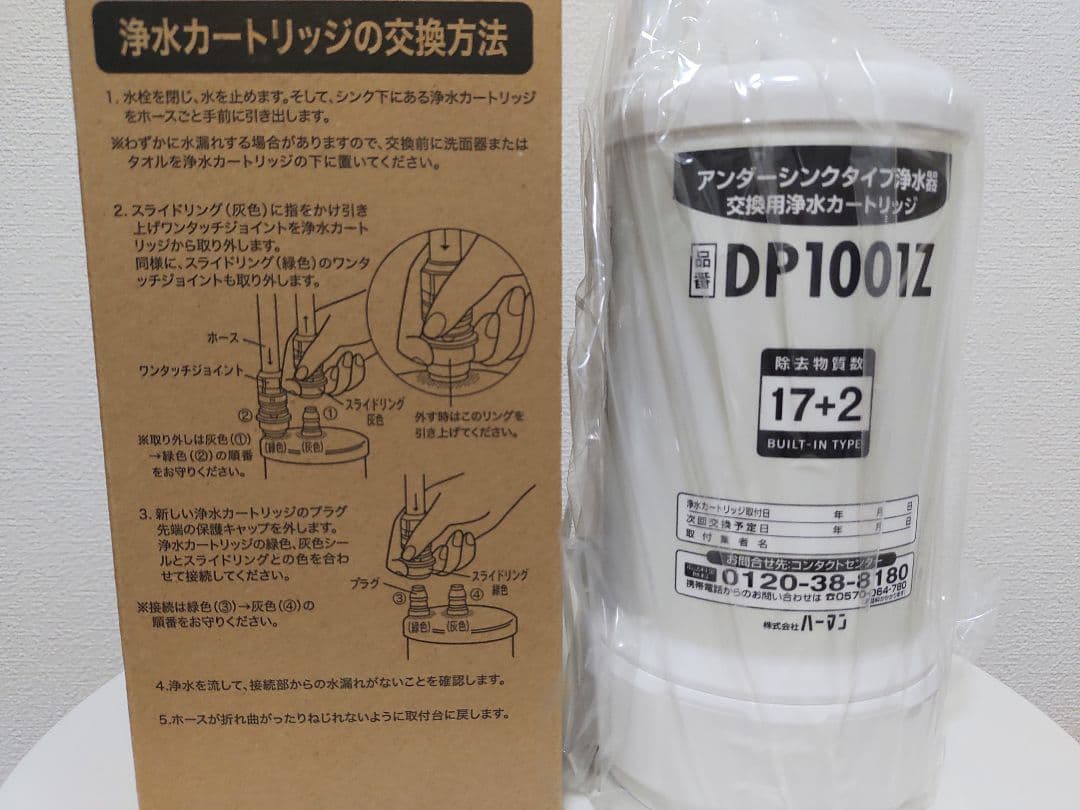 浄水カートリッジの交換方法
1. 水栓を閉じ、水を止めます。そして、シンク下にある浄水カートリッジ
をホースごと手前に引き出します。
※わずかに水漏れする場合がありますので、交換前に洗面器または
タオルを浄水カートリッジの下に置いてください。
2. スライドリング(灰色)に指をかけ引き
上げワンタッチジョイントを浄水カート
リッジから取り外します。
同様に、スライドリング(緑色)のワンタ
ッチジョイントも取り外します。
ホース
ワンタッチジョイント
スライドリング
灰色
外す時はこのリングを
引き上げてください。
②
①
(緑色)
(灰色)
※取り外しは灰色(①)
→緑色(②)の順番
をお守りください。
3. 新しい浄水カートリッジのプラグ
先端の保護キャップを外します。
浄水カートリッジの緑色、灰色シー
ルとスライドリングとの色を合わ
せて接続してください。
※接続は緑色(③)→灰色(④)の
順番をお守りください。
プラグ
スライドリング
緑色
③
④
(緑色)
(灰色)
4.浄水を流して、接続部からの水漏れがないことを確認します。
5.ホースが折れ曲がったりねじれないように取付台に戻します。
アンダーシンクタイプ浄水器
交換用浄水カートリッジ
品番 DP1001Z
除去物質数
17+2
BUILT-IN TYPE
浄水カートリッジ取付日 年 月 日
次回交換予定日 年 月 日
取付業者名
お問合せ先:コンタクトセンター
0120-38-8180
携帯電話からのお問い合わせは ☎0570-064-780
株式会社 ハーマン